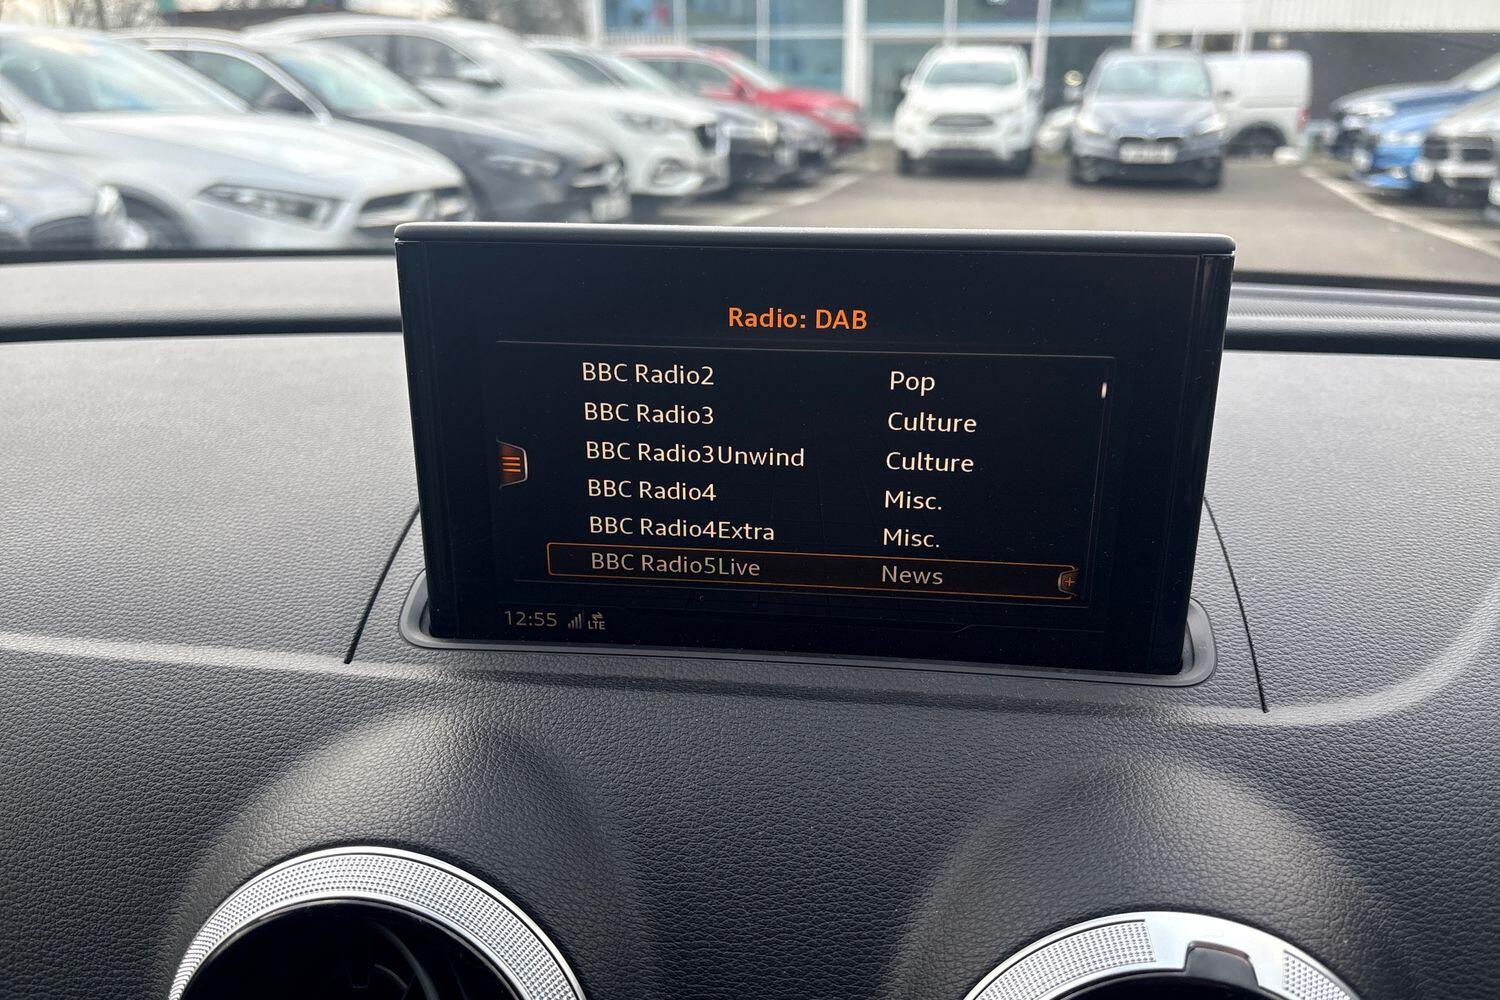 Radio: DAB
BBC Radio2 Pop
BBC Radio3 Culture
BBC Radio3Unwind Culture
BBC Radio4 Misc.
BBC Radio4Extra Misc.
BBC Radio5Live News
12:55 LTE